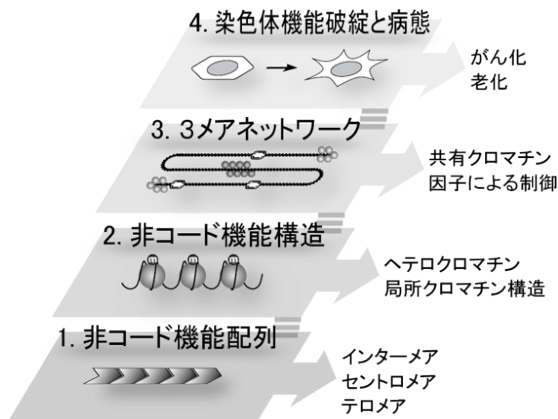 4. 染色体機能破綻と病態
がん化
老化
3. 3メアネットワーク
共有クロマチン
因子による制御
2. 非コード機能構造
ヘテロクロマチン
局所クロマチン構造
1. 非コード機能配列
インターメア
セントロメア
テロメア